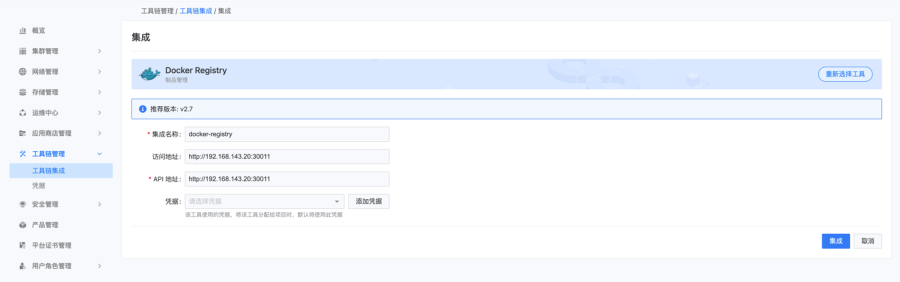 工具链管理 / 工具链集成 / 集成
概览
集群管理
网络管理
存储管理
运维中心
应用商店管理
工具链管理
工具链集成
凭据
安全管理
产品管理
平台证书管理
用户角色管理
集成
Docker Registry
制品管理
重新选择工具
推荐版本: v2.7
* 集成名称: docker-registry
访问地址: http://192.168.143.20:30011
* API 地址: http://192.168.143.20:30011
凭据: 请选择凭据 添加凭据
该工具使用的凭据。将该工具分配给项目时，默认将使用此凭据
集成 取消